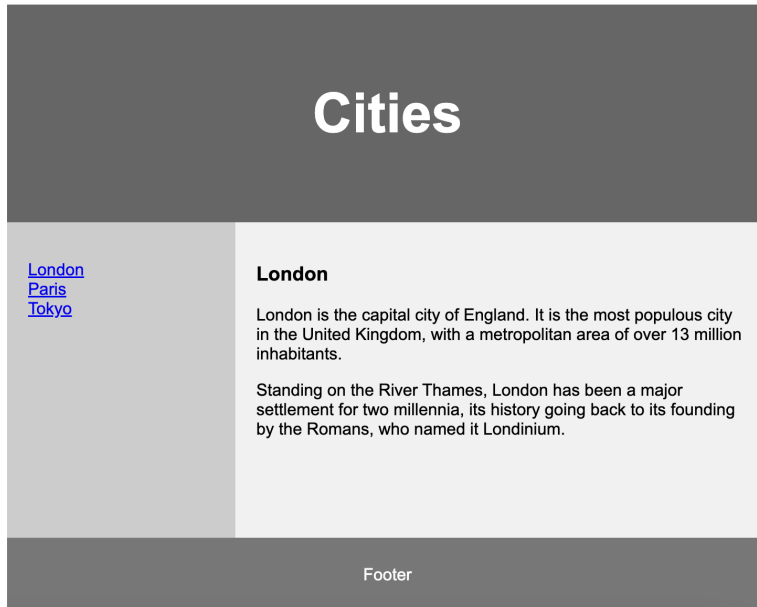 Cities
London
Paris
Tokyo
London
London is the capital city of England. It is the most populous city
in the United Kingdom, with a metropolitan area of over 13 million
inhabitants.
Standing on the River Thames, London has been a major
settlement for two millennia, its history going back to its founding
by the Romans, who named it Londinium.
Footer